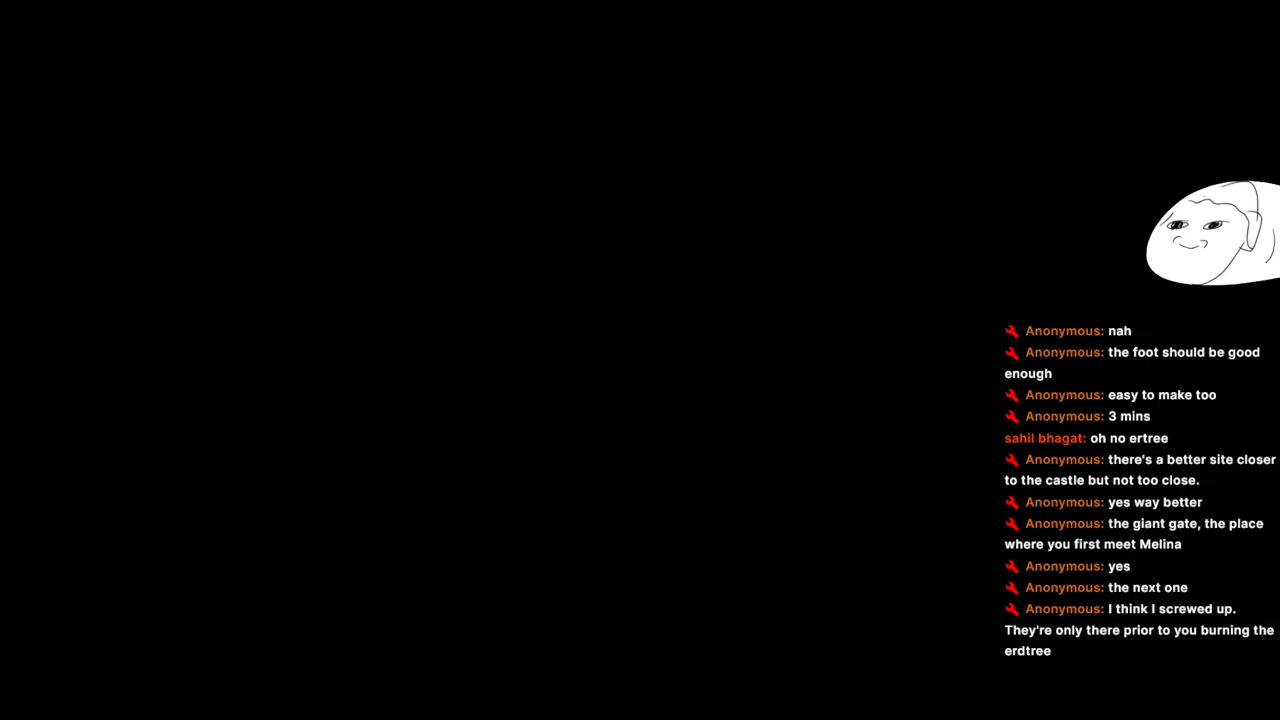 Anonymous: nah
Anonymous: the foot should be good
enough
Anonymous: easy to make too
Anonymous: 3 mins
sahil bhagat: oh no ertree
Anonymous: there's a better site closer
to the castle but not too close.
Anonymous: yes way better
Anonymous: the giant gate, the place
where you first meet Melina
Anonymous: yes
Anonymous: the next one
Anonymous: I think I screwed up.
They're only there prior to you burning the
erdtree